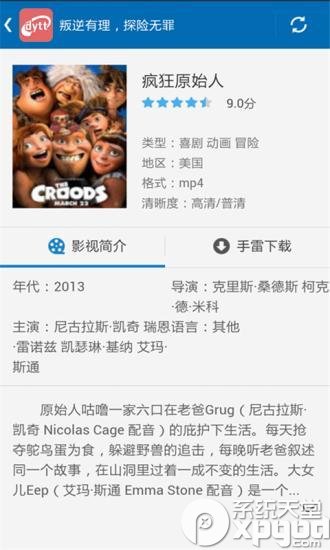 dytt
叛逆有理，探险无罪
疯狂原始人
9.0分
类型：喜剧 动画 冒险
地区：美国
格式：mp4
清晰度：高清/普清
THE
CROODS
MARCH 22
影视简介
手雷下载
年代：2013
导演：克里斯·桑德斯 柯克
·德·米科
主演：尼古拉斯·凯奇 瑞恩
语言：其他
·雷诺兹 凯瑟琳·基纳 艾玛·
斯通
原始人咕噜一家六口在老爸Grug（尼古拉斯·
凯奇 Nicolas Cage 配音）的庇护下生活。每天抢
夺鸵鸟蛋为食，躲避野兽的追击，每晚听老爸叙述
同一个故事，在山洞里过着一成不变的生活。大女
儿Eep（艾玛·斯通 Emma Stone 配音）是一个...
系统天堂
xpgod